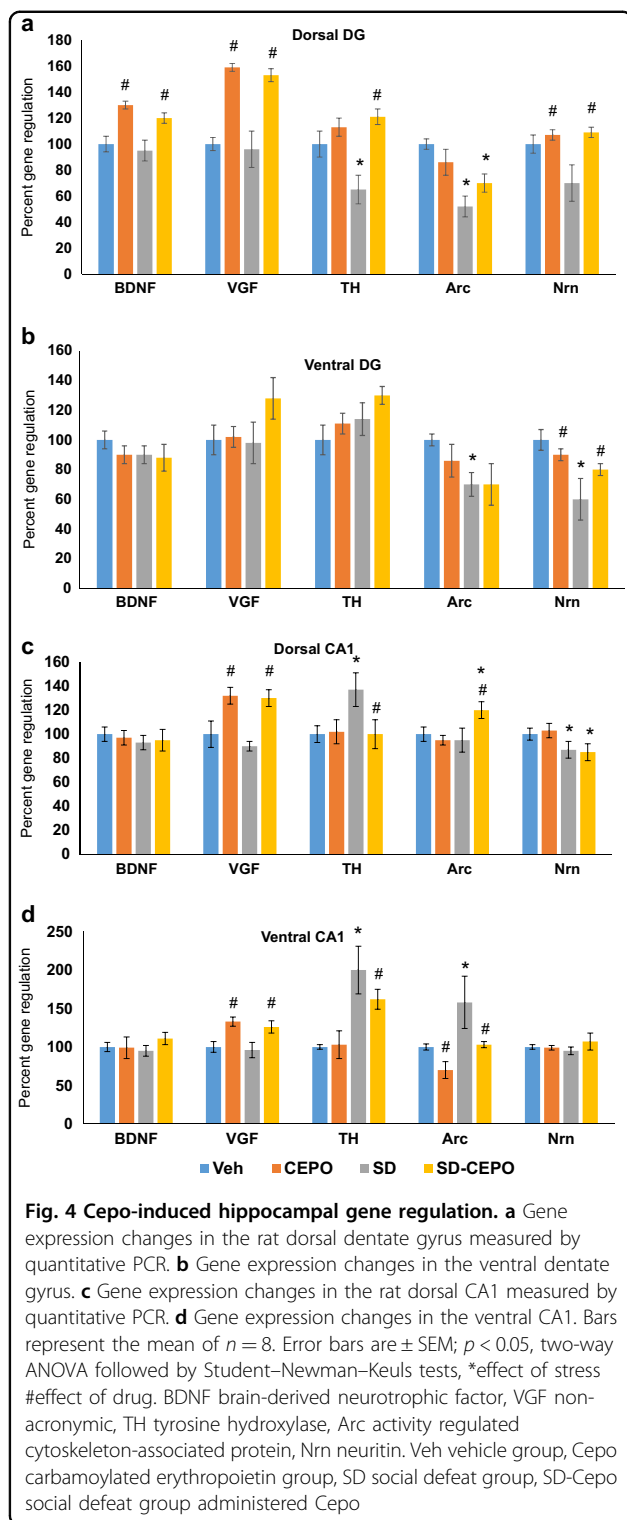 a
Dorsal DG
Percent gene regulation
180
160
140
120
100
80
60
40
20
0
# # # # # * * * # #
BDNF VGF TH Arc Nrn
b
Ventral DG
Percent gene regulation
160
140
120
100
80
60
40
20
0
* # * #
BDNF VGF TH Arc Nrn
c
Dorsal CA1
Percent gene regulation
160
140
120
100
80
60
40
20
0
# # * # * # * *
BDNF VGF TH Arc Nrn
d
Ventral CA1
Percent gene regulation
250
200
150
100
50
0
# # * # # * #
BDNF VGF TH Arc Nrn
Veh CEPO SD SD-CEPO
Fig. 4 Cepo-induced hippocampal gene regulation. a Gene
expression changes in the rat dorsal dentate gyrus measured by
quantitative PCR. b Gene expression changes in the ventral dentate
gyrus. c Gene expression changes in the rat dorsal CA1 measured by
quantitative PCR. d Gene expression changes in the ventral CA1. Bars
represent the mean of n = 8. Error bars are ± SEM; p < 0.05, two-way
ANOVA followed by Student–Newman–Keuls tests, *effect of stress
#effect of drug. BDNF brain-derived neurotrophic factor, VGF non-
acronymic, TH tyrosine hydroxylase, Arc activity regulated
cytoskeleton-associated protein, Nrn neuritin. Veh vehicle group, Cepo
carbamoylated erythropoietin group, SD social defeat group, SD-Cepo
social defeat group administered Cepo